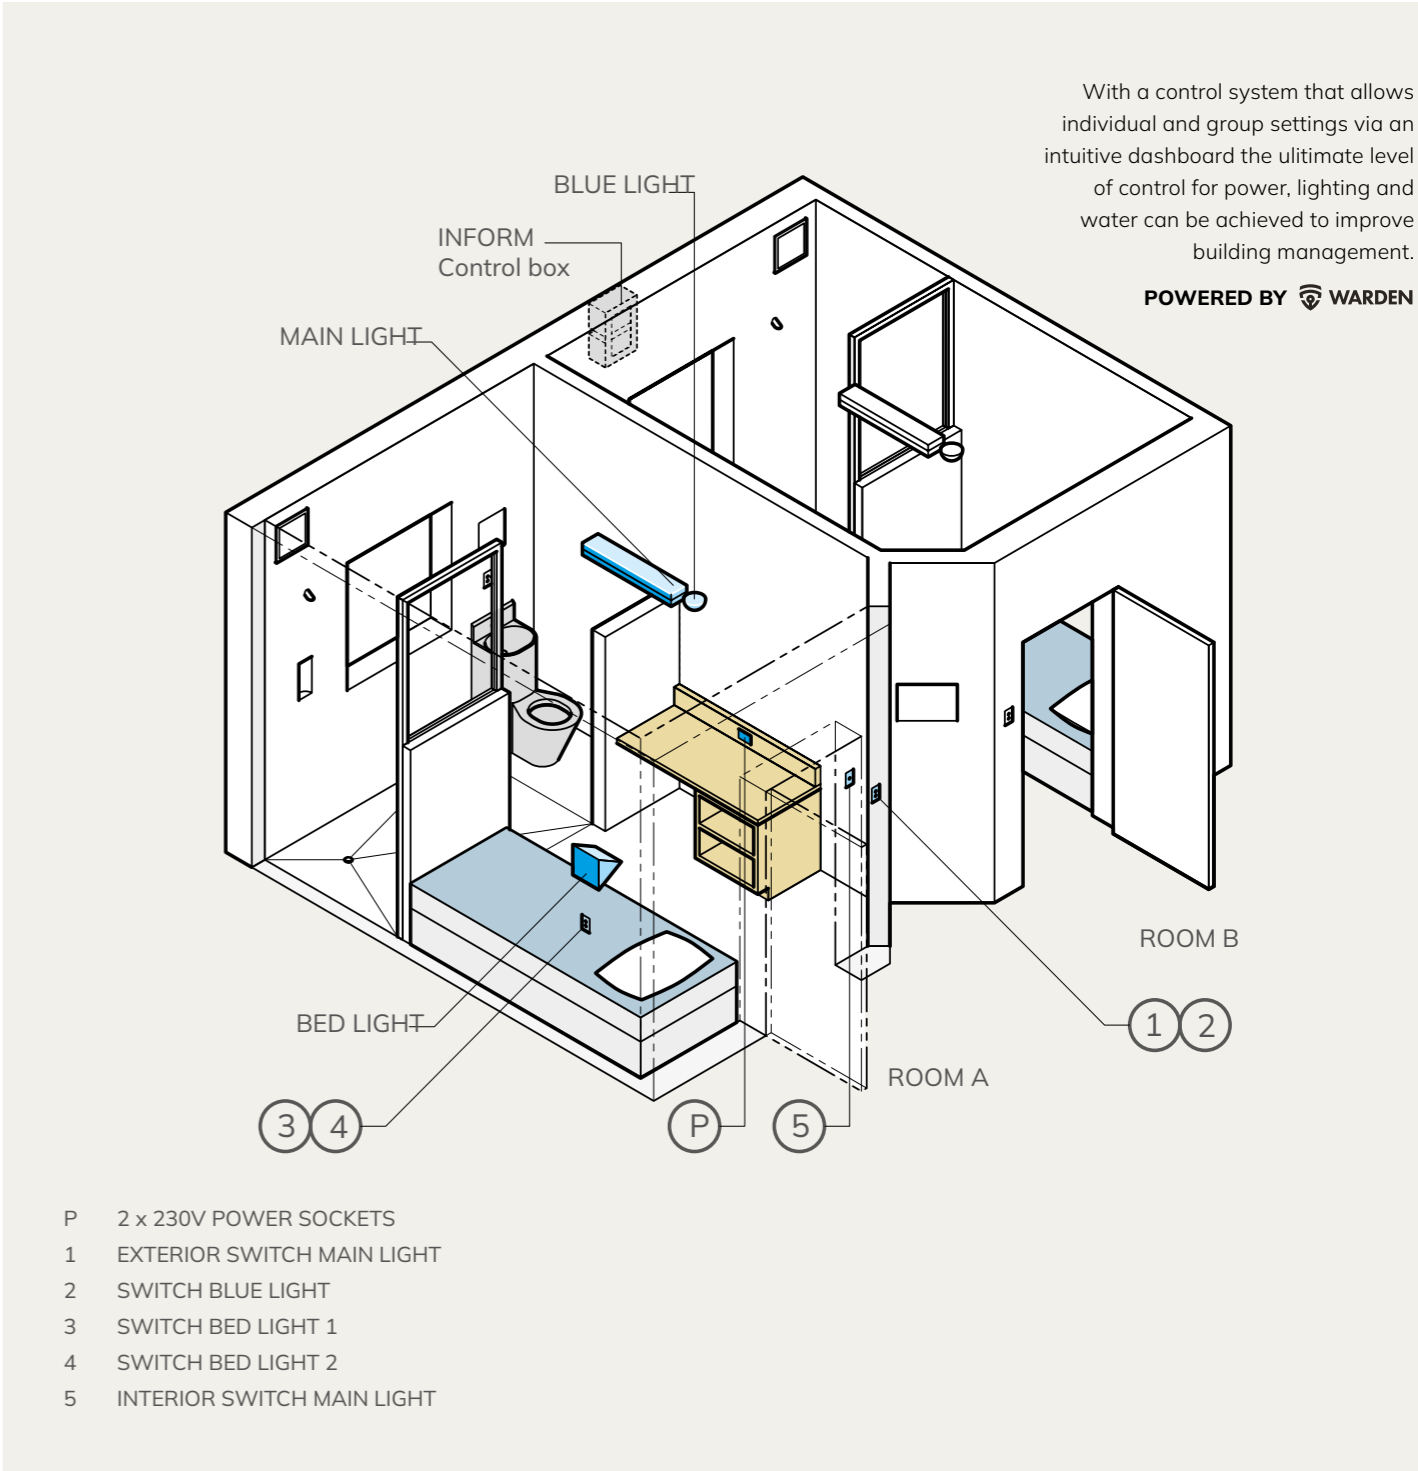 With a control system that allows
individual and group settings via an
intuitive dashboard the ulitimate level
of control for power, lighting and
water can be achieved to improve
building management.
POWERED BY WARDEN
BLUE LIGHT
INFORM
Control box
MAIN LIGHT
ROOM B
1 2
BED LIGHT
ROOM A
3 4
P
5
P 2 x 230V POWER SOCKETS
1 EXTERIOR SWITCH MAIN LIGHT
2 SWITCH BLUE LIGHT
3 SWITCH BED LIGHT 1
4 SWITCH BED LIGHT 2
5 INTERIOR SWITCH MAIN LIGHT